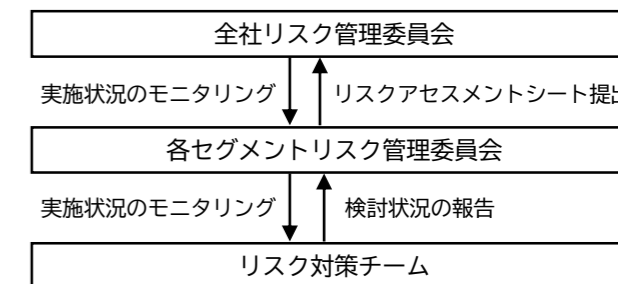 全社リスク管理委員会
実施状況のモニタリング リスクアセスメントシート提出
各セグメントリスク管理委員会
実施状況のモニタリング 検討状況の報告
リスク対策チーム